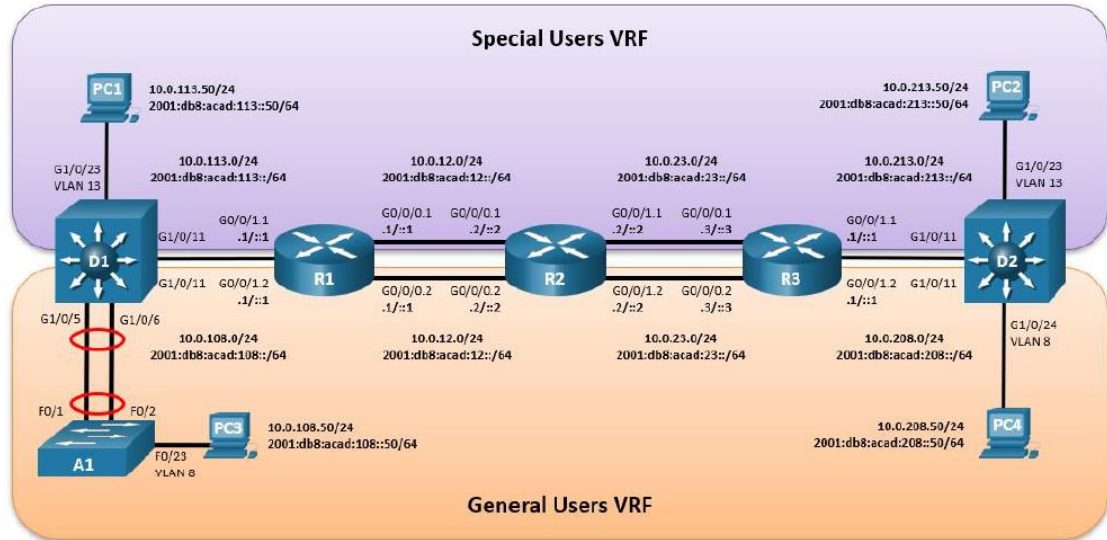 Special Users VRF
PC1
10.0.113.50/24
2001:db8:acad:113::50/64
10.0.213.50/24
2001:db8:acad:213::50/64
PC2
G1/0/23
VLAN 13
10.0.113.0/24
2001:db8:acad:113::/64
10.0.12.0/24
2001:db8:acad:12::/64
10.0.23.0/24
2001:db8:acad:23::/64
10.0.213.0/24
2001:db8:acad:213::/64
G1/0/23
VLAN 13
D1
G1/0/11
G0/0/1.1
.1/::1
R1
G0/0/0.1
.1/::1
G0/0/0.1
.2/::2
R2
G0/0/1.1
.2/::2
G0/0/0.1
.3/::3
R3
G0/0/1.1
.1/::1
G1/0/11
D2
G1/0/11
G0/0/1.2
.1/::1
G0/0/0.2
.1/::1
G0/0/0.2
.2/::2
G0/0/1.2
.2/::2
G0/0/0.2
.3/::3
G0/0/1.2
.1/::1
G1/0/11
G1/0/5
G1/0/6
10.0.108.0/24
2001:db8:acad:108::/64
10.0.12.0/24
2001:db8:acad:12::/64
10.0.23.0/24
2001:db8:acad:23::/64
10.0.208.0/24
2001:db8:acad:208::/64
G1/0/24
VLAN 8
F0/1
F0/2
A1
F0/23
VLAN 8
PC3
10.0.108.50/24
2001:db8:acad:108::50/64
10.0.208.50/24
2001:db8:acad:208::50/64
PC4
General Users VRF